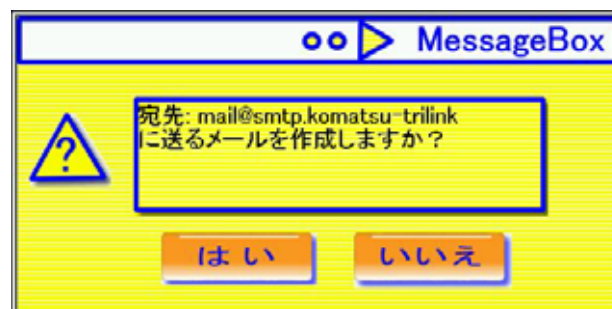 MessageBox
宛先: mail@smtp.komatsu-trilink
に送るメールを作成しますか？
?
はい
いいえ